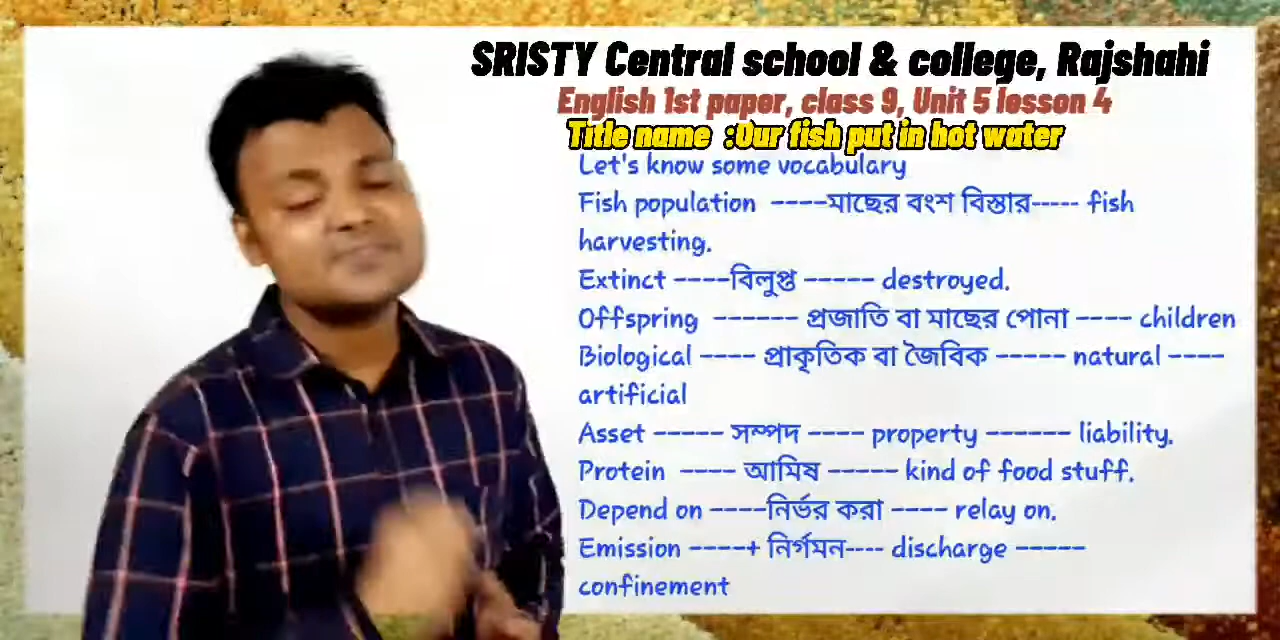 SRISTY Central school & college, Rajshahi
English 1st paper, class 9, Unit 5 lesson 4
Title name :Our fish put in hot water
Let's know some vocabulary
Fish population ----মাছের বংশ বিস্তার----- fish
harvesting.
Extinct ----বিলুপ্ত ----- destroyed.
Offspring ------ প্রজাতি বা মাছের পোনা ---- children
Biological ---- প্রাকৃতিক বা জৈবিক ----- natural ----
artificial
Asset ----- সম্পদ ---- property ------ liability.
Protein ---- আমিষ ----- kind of food stuff.
Depend on ----নির্ভর করা ---- relay on.
Emission ----+ নির্গমন---- discharge -----
confinement